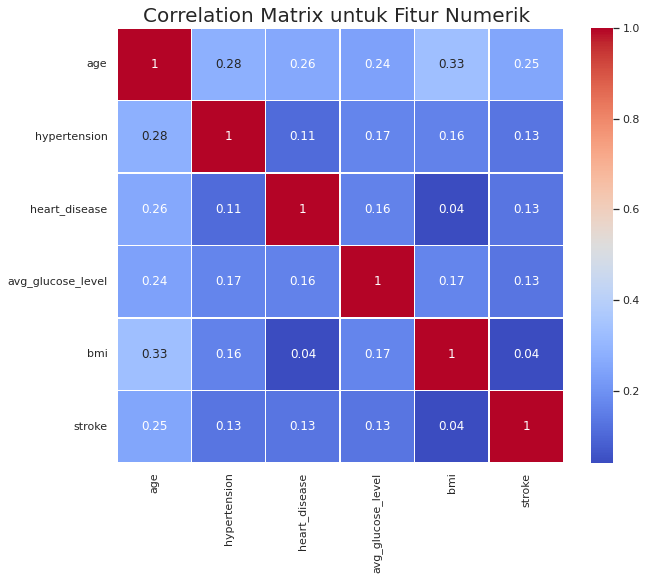 Correlation Matrix untuk Fitur Numerik
age 1 0.28 0.26 0.24 0.33 0.25
hypertension 0.28 1 0.11 0.17 0.16 0.13
heart_disease 0.26 0.11 1 0.16 0.04 0.13
avg_glucose_level 0.24 0.17 0.16 1 0.17 0.13
bmi 0.33 0.16 0.04 0.17 1 0.04
stroke 0.25 0.13 0.13 0.13 0.04 1
age
hypertension
heart_disease
avg_glucose_level
bmi
stroke
1.0
0.8
0.6
0.4
0.2